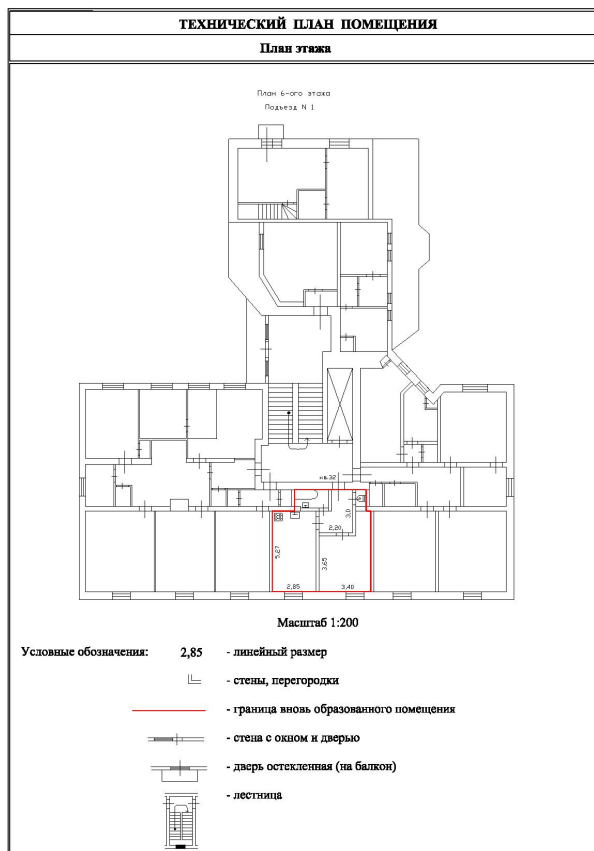 ТЕХНИЧЕСКИЙ ПЛАН ПОМЕЩЕНИЯ
План этажа
План 6-ого этажа
Подъезд N 1
кв.32
3,0
2,20
5,27
3,65
2,85
3,40
Масштаб 1:200
Условные обозначения:
2,85 - линейный размер
- стены, перегородки
- граница вновь образованного помещения
- стена с окном и дверью
- дверь остекленная (на балкон)
- лестница